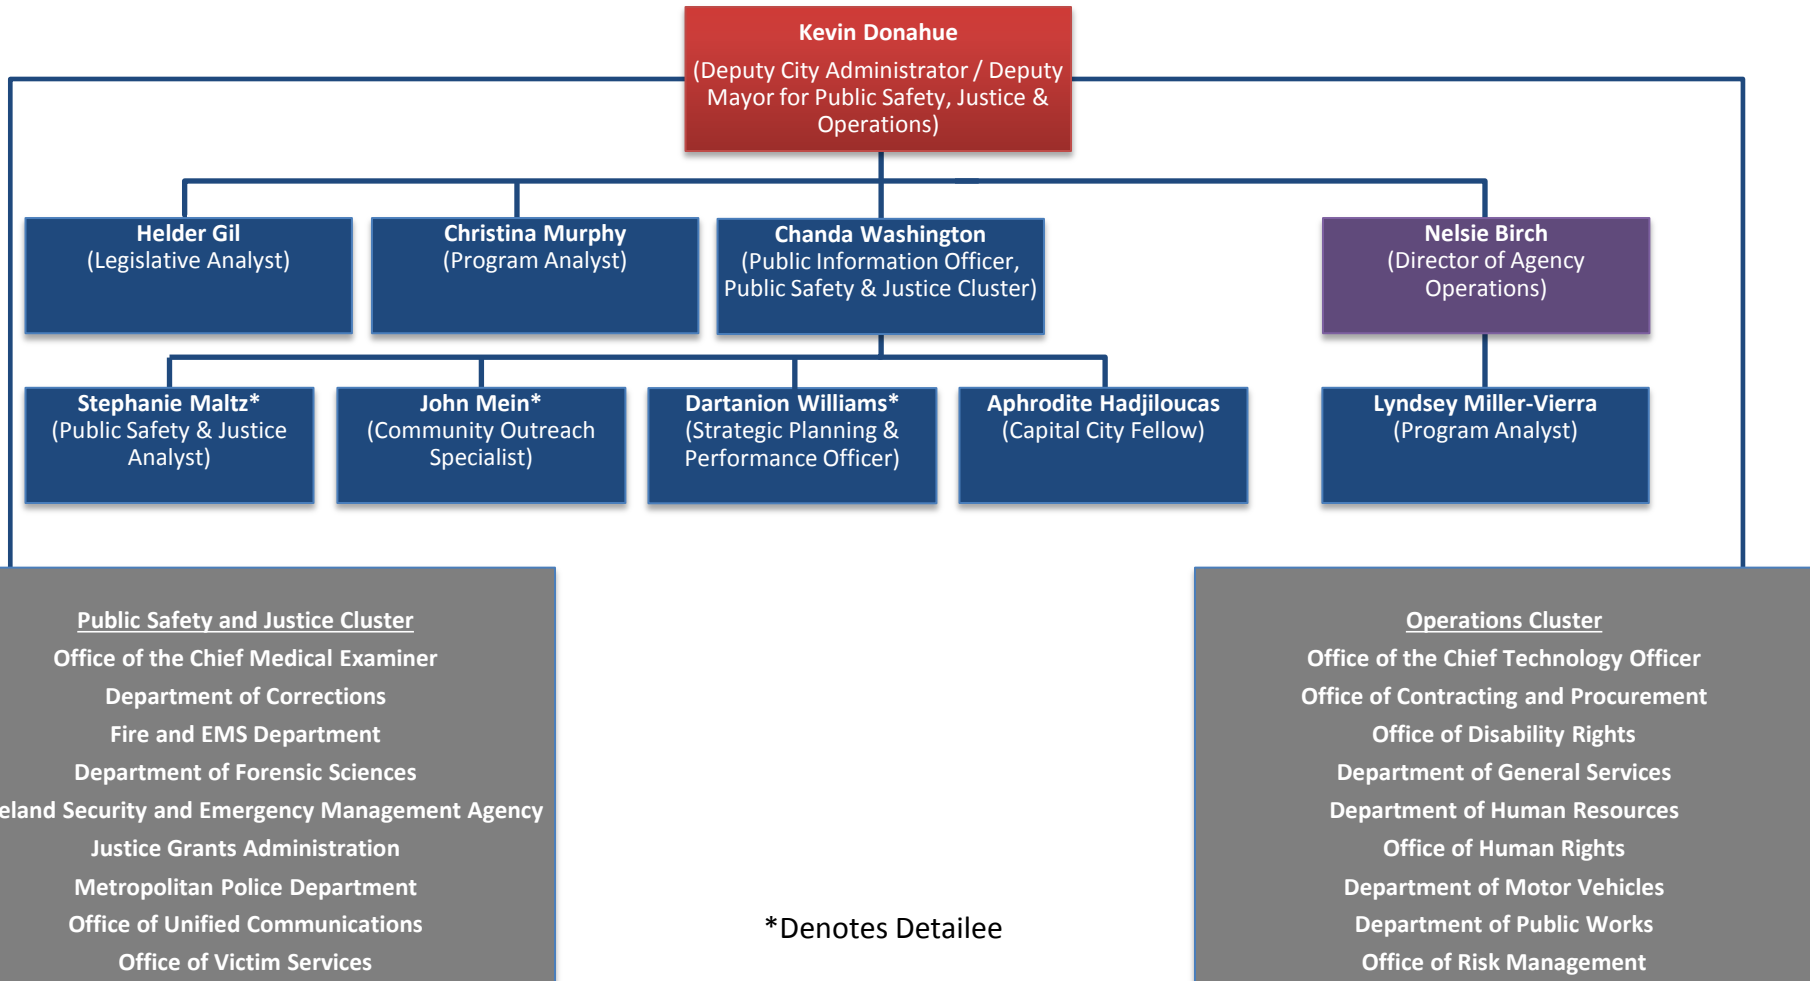 Kevin Donahue
(Deputy City Administrator / Deputy
Mayor for Public Safety, Justice &
Operations)
Helder Gil
(Legislative Analyst)
Christina Murphy
(Program Analyst)
Chanda Washington
(Public Information Officer,
Public Safety & Justice Cluster)
Nelsie Birch
(Director of Agency
Operations)
Stephanie Maltz*
(Public Safety & Justice
Analyst)
John Mein*
(Community Outreach
Specialist)
Dartanion Williams*
(Strategic Planning &
Performance Officer)
Aphrodite Hadjiloucas
(Capital City Fellow)
Lyndsey Miller-Vierra
(Program Analyst)
Public Safety and Justice Cluster
Office of the Chief Medical Examiner
Department of Corrections
Fire and EMS Department
Department of Forensic Sciences
eland Security and Emergency Management Agency
Justice Grants Administration
Metropolitan Police Department
Office of Unified Communications
Office of Victim Services
*Denotes Detailee
Operations Cluster
Office of the Chief Technology Officer
Office of Contracting and Procurement
Office of Disability Rights
Department of General Services
Department of Human Resources
Office of Human Rights
Department of Motor Vehicles
Department of Public Works
Office of Risk Management